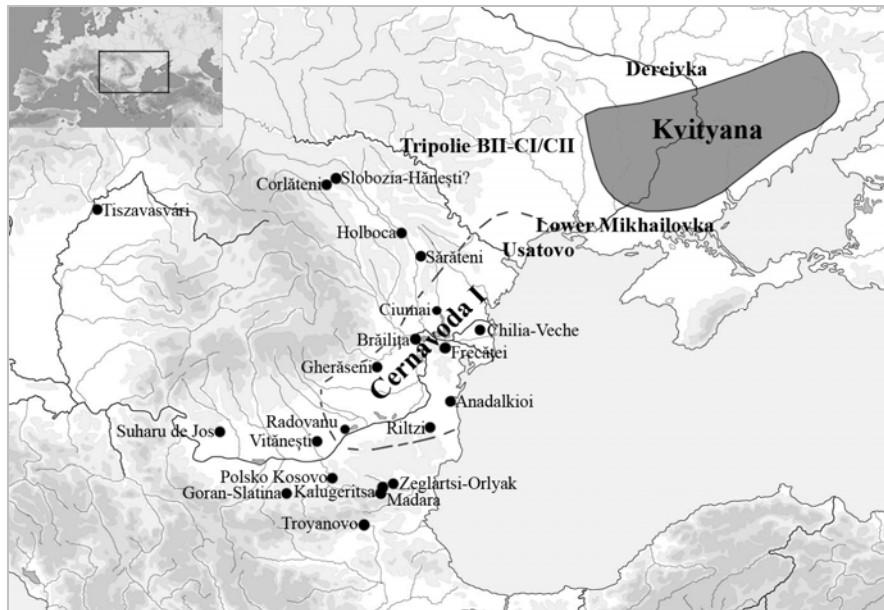 Dereivka
Kvityana
Tripolie BII-CI/CII
Slobozia-Hănești?
Corlăteni
Tiszavasvári
Lower Mikhailovka
Holboca
Usatovo
Sărăteni
Cernavoda I
Ciumai
Chilia-Veche
Brăilița
Frecăței
Gherăseni
Anadalkioi
Radovanu
Riltzi
Suharu de Jos
Vitănești
Polsko Kosovo
Zeglartsi-Orlyak
Goran-Slatina
Kalugeritsa
Madara
Troyanovo